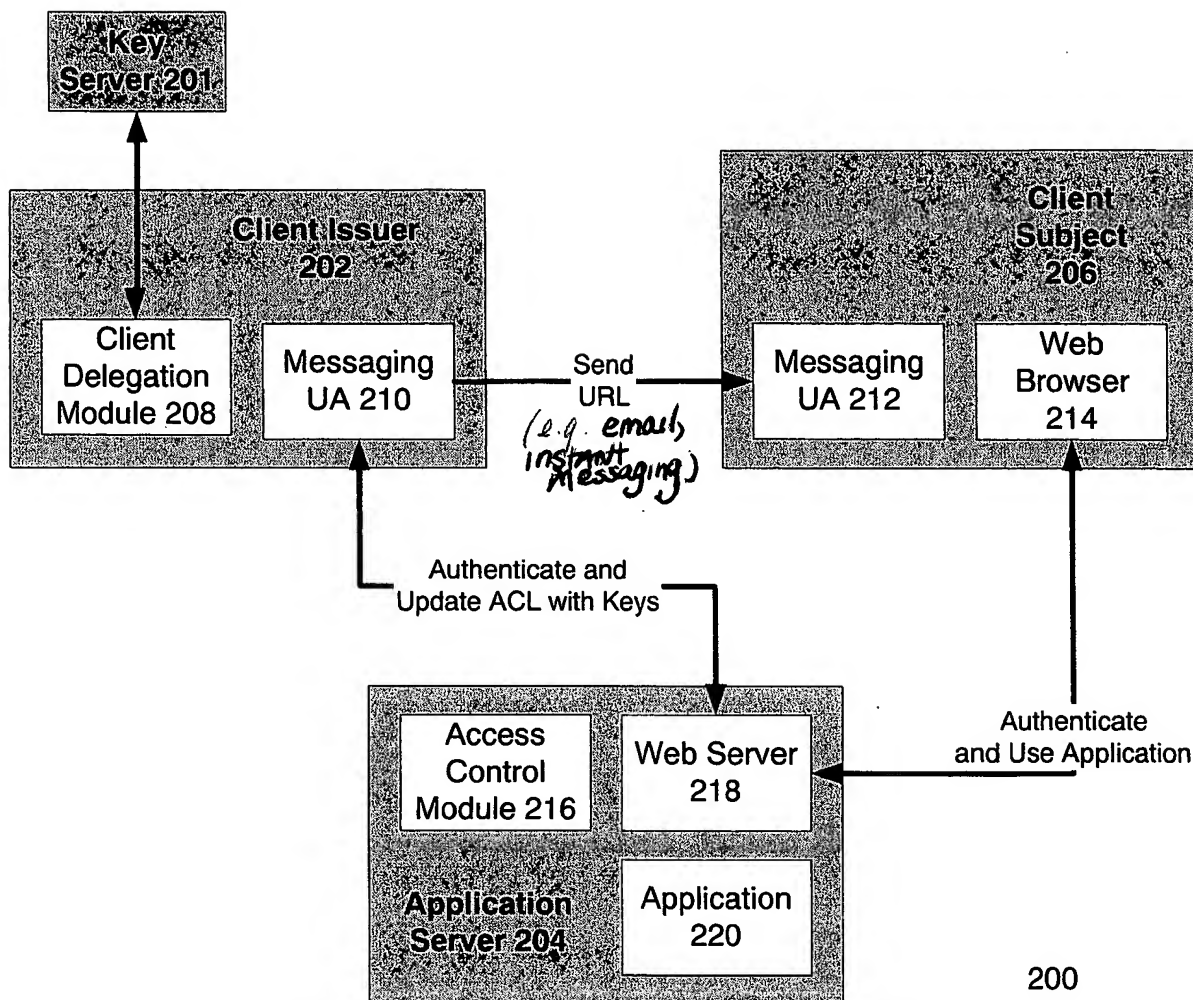 Key
Server 201
Client Issuer
202
Client
Delegation
Module 208
Messaging
UA 210
Send
URL
(e.g. email,
instant
messaging)
Client
Subject
206
Messaging
UA 212
Web
Browser
214
Authenticate and
Update ACL with Keys
Authenticate
and Use Application
Access
Control
Module 216
Web Server
218
Application
Server 204
Application
220
200